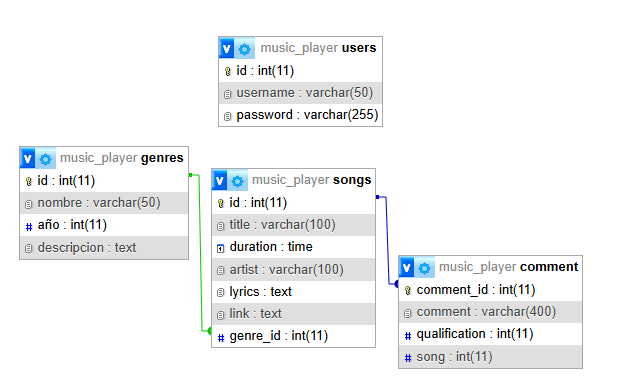 music_player users
id : int(11)
username : varchar(50)
password : varchar(255)
music_player genres
id : int(11)
nombre : varchar(50)
año : int(11)
descripcion : text
music_player songs
id : int(11)
title : varchar(100)
duration : time
artist : varchar(100)
lyrics : text
link : text
genre_id : int(11)
music_player comment
comment_id : int(11)
comment : varchar(400)
qualification : int(11)
song : int(11)